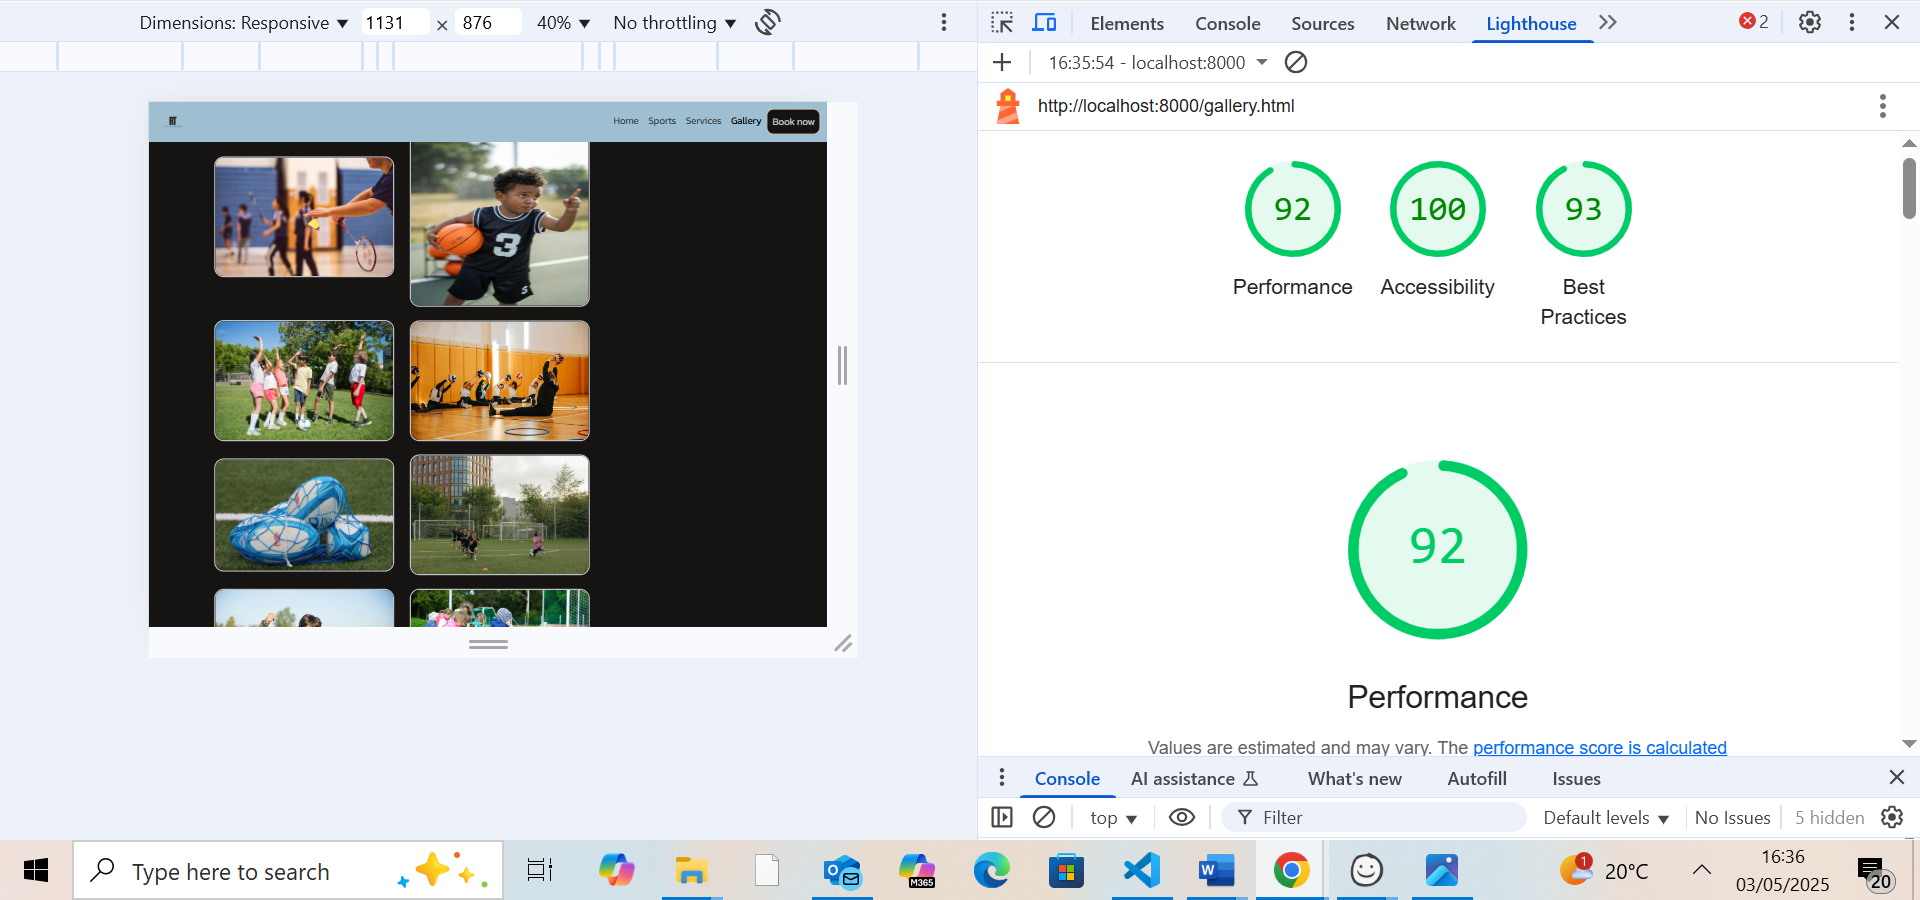 Dimensions: Responsive 1131 × 876 40% No throttling
Elements Console Sources Network Lighthouse 2
16:35:54 - localhost:8000
http://localhost:8000/gallery.html
Home Sports Services Gallery Book now
3
92 100 93
Performance Accessibility Best
Practices
92
Performance
Values are estimated and may vary. The performance score is calculated
Console AI assistance What's new Autofill Issues
top Filter Default levels No Issues 5 hidden
Type here to search
M365
1 20°C
16:36
03/05/2025
20